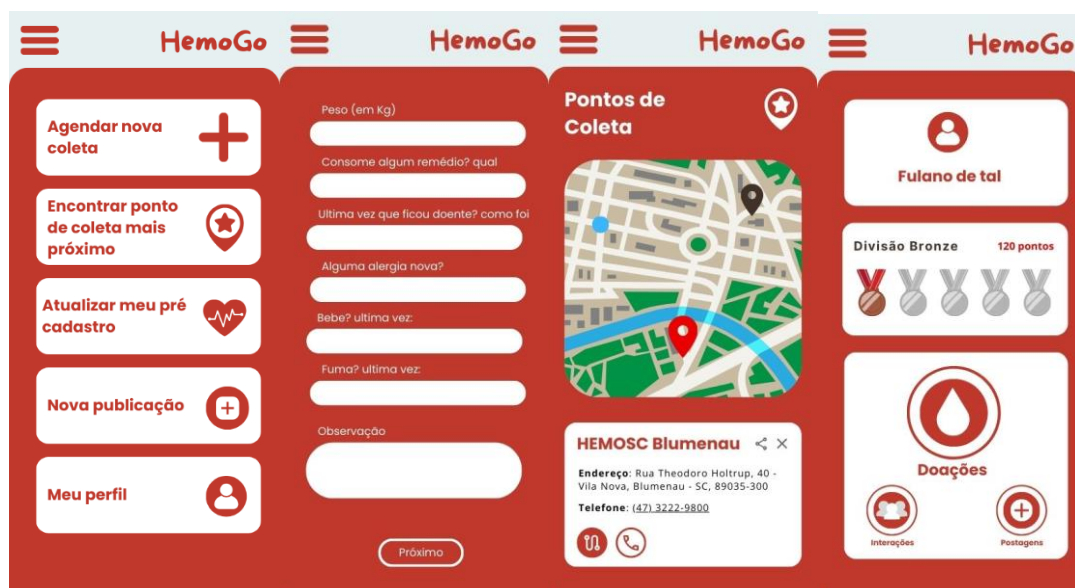 HemoGo
Agendar nova
coleta
Encontrar ponto
de coleta mais
próximo
Atualizar meu pré
cadastro
Nova publicação
Meu perfil
HemoGo
Peso (em Kg)
Consome algum remédio? qual
Ultima vez que ficou doente? como foi
Alguma alergia nova?
Bebe? ultima vez:
Fuma? ultima vez:
Observação
Próximo
HemoGo
Pontos de
Coleta
HEMOSC Blumenau
Endereço: Rua Theodoro Holtrup, 40 -
Vila Nova, Blumenau - SC, 89035-300
Telefone: (47) 3222-9800
HemoGo
Fulano de tal
Divisão Bronze 120 pontos
Doações
Interações
Postagens